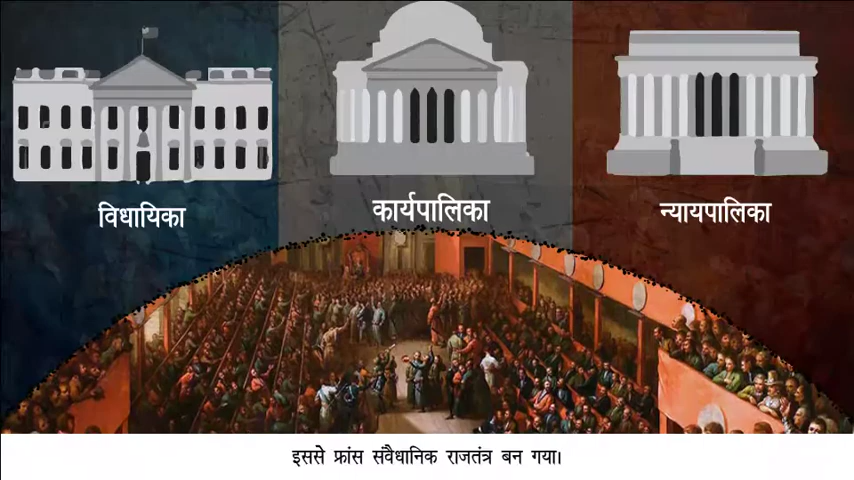 विधायिका
कार्यपालिका
न्यायपालिका
इससे फ्रांस संवैधानिक राजतंत्र बन गया।